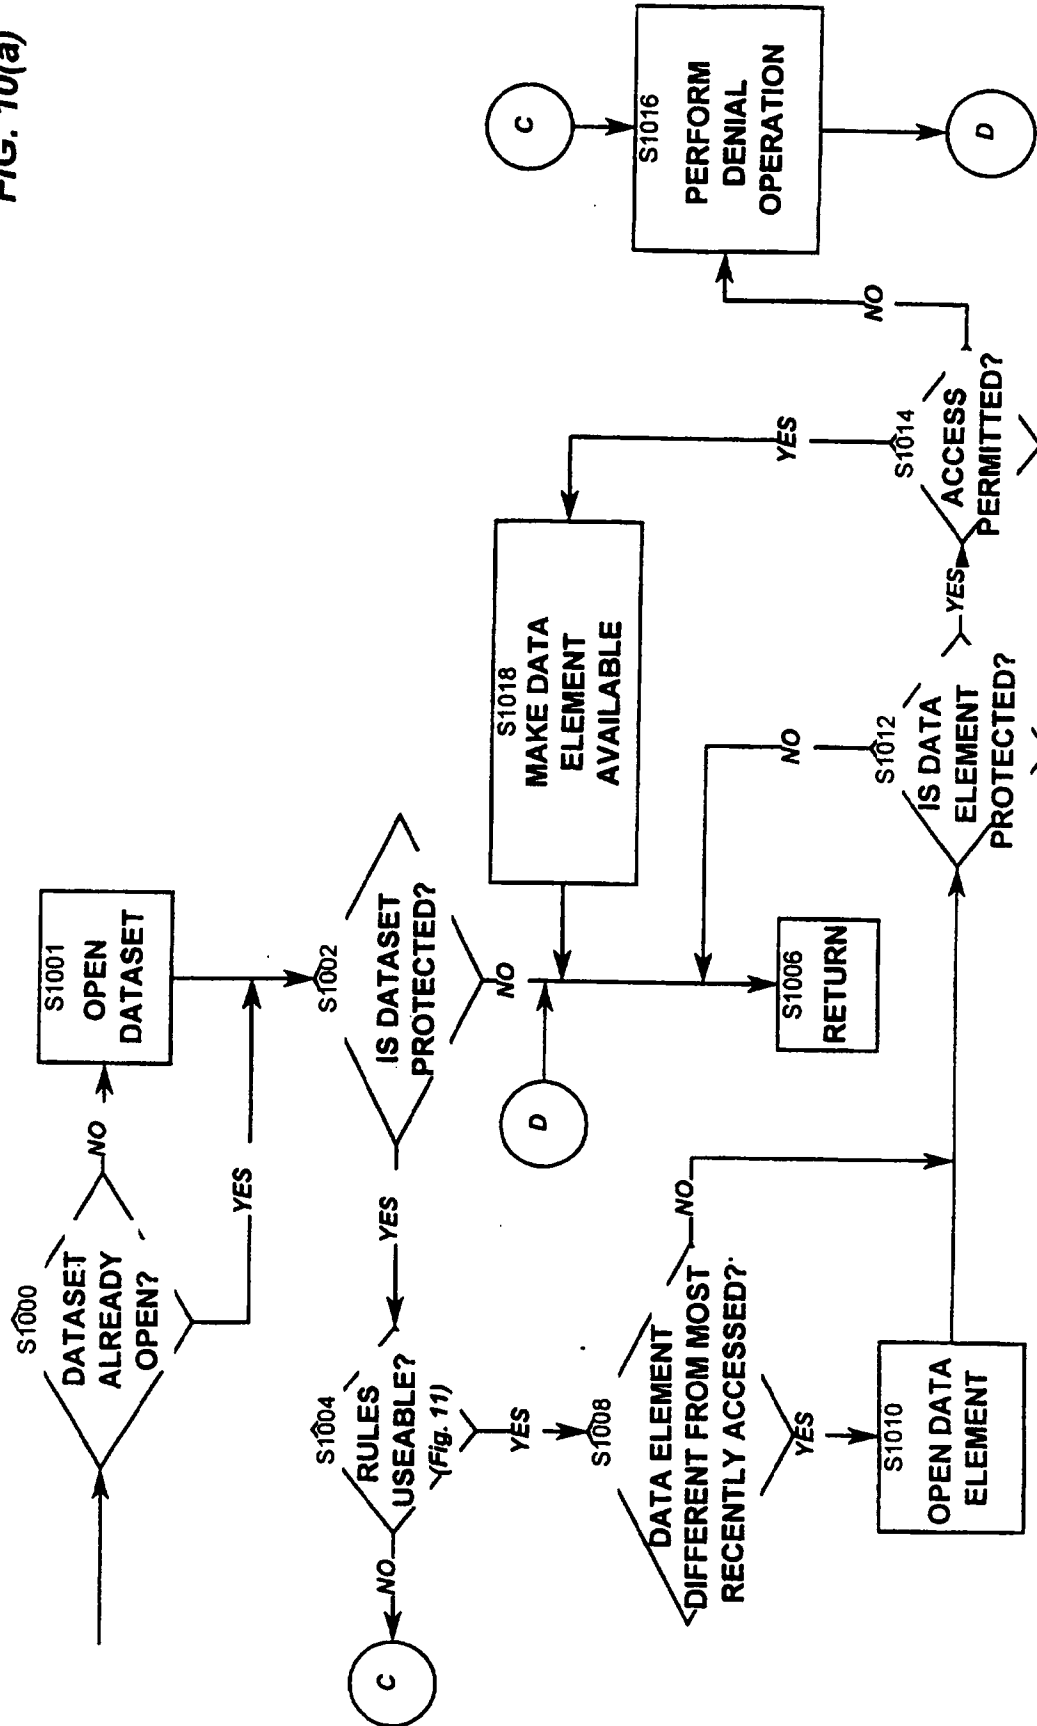 FIG. 10(a)
S1000
DATASET
ALREADY
OPEN?
NO
YES
S1001
OPEN
DATASET
S1002
IS DATASET
PROTECTED?
YES
NO
S1004
RULES
USEABLE?
(Fig. 11)
NO
C
YES
D
S1006
RETURN
S1008
DATA ELEMENT
DIFFERENT FROM MOST
RECENTLY ACCESSED?
NO
YES
S1010
OPEN DATA
ELEMENT
S1012
IS DATA
ELEMENT
PROTECTED?
NO
YES
S1014
ACCESS
PERMITTED?
YES
NO
S1018
MAKE DATA
ELEMENT
AVAILABLE
C
S1016
PERFORM
DENIAL
OPERATION
D